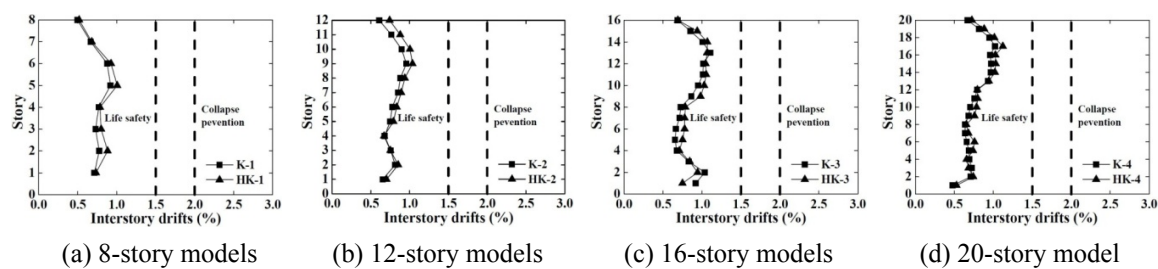 8
7
6
5
4
3
2
1
Story
Life safety
Collapse
pevention
K-1
HK-1
0.0 0.5 1.0 1.5 2.0 2.5 3.0
Interstory drifts (%)
(a) 8-story models
12
11
10
9
8
7
6
5
4
3
2
1
0
Story
Life safety
Collapse
pevention
K-2
HK-2
0.0 0.5 1.0 1.5 2.0 2.5 3.0
Interstory drifts (%)
(b) 12-story models
16
14
12
10
8
6
4
2
0
Story
Life safety
Collapse
pevention
K-3
HK-3
0.0 0.5 1.0 1.5 2.0 2.5 3.0
Interstory drifts (%)
(c) 16-story models
20
18
16
14
12
10
8
6
4
2
0
Story
Life safety
Collapse
pevention
K-4
HK-4
0.0 0.5 1.0 1.5 2.0 2.5 3.0
Interstory drifts (%)
(d) 20-story model